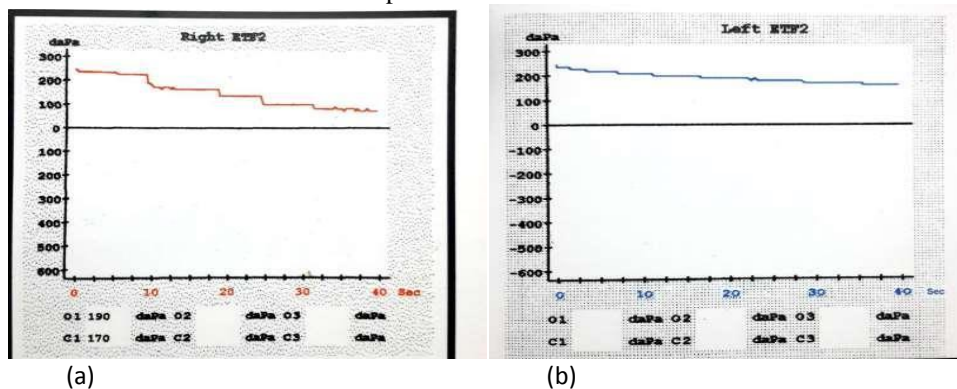 Right ETF2
daPa
300
200
100
0
100
200
300
400
500
600
0 10 20 30 40 Sec
O1 190 daPa O2 daPa O3 daPa
C1 170 daPa C2 daPa C3 daPa
(a)
Left ETF2
daPa
300
200
100
0
-100
-200
-300
-400
-500
-600
0 10 20 30 40 Sec
O1 daPa O2 daPa O3 daPa
C1 daPa C2 daPa C3 daPa
(b)